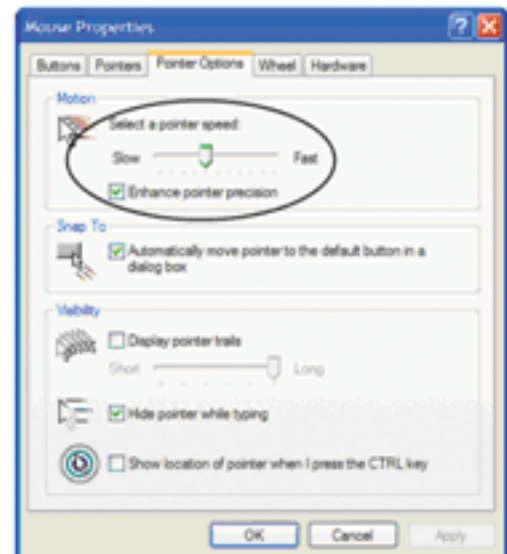 Mouse Properties
Buttons Pointers Pointer Options Wheel Hardware
Motion
Select a pointer speed:
Slow Fast
Enhance pointer precision
Snap To
Automatically move pointer to the default button in a
dialog box
Visibility
Display pointer trails
Short Long
Hide pointer while typing
Show location of pointer when I press the CTRL key
OK Cancel Apply